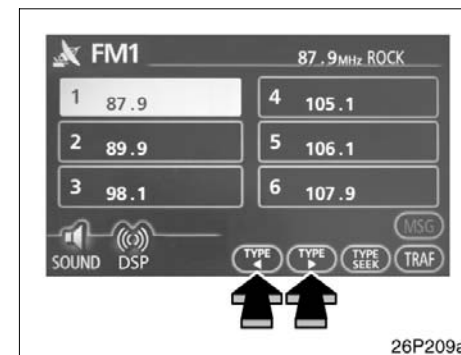 FM1
87.9MHz ROCK
1 87.9
2 89.9
3 98.1
4 105.1
5 106.1
6 107.9
MSG
SOUND
DSP
TYPE ◀
TYPE ▶
TYPE SEEK
TRAF
26P209a